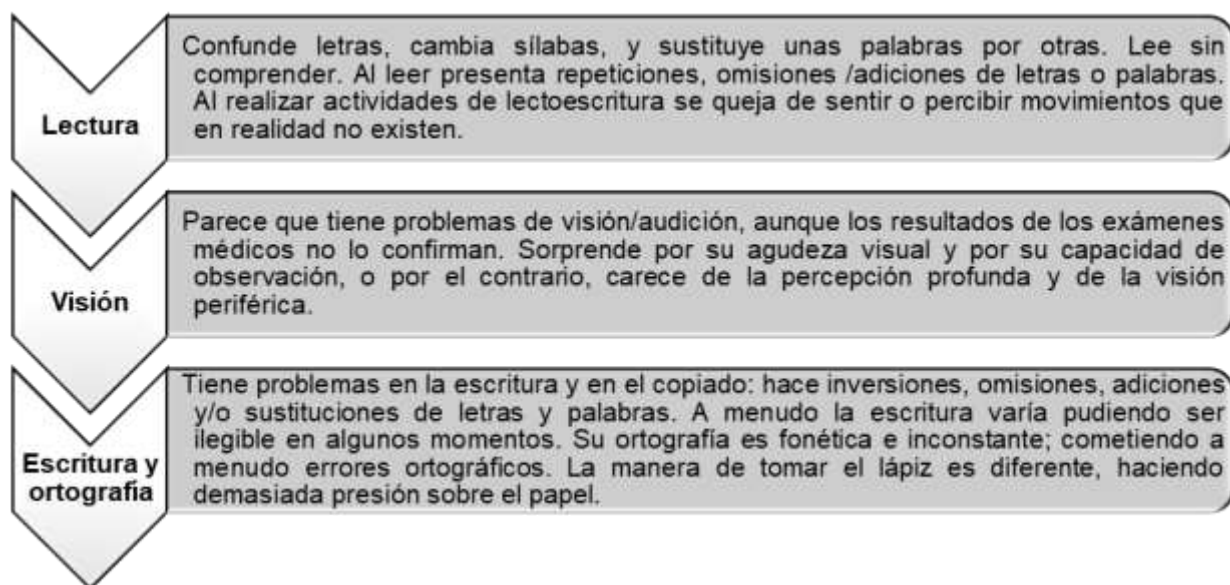 Lectura
Confunde letras, cambia sílabas, y sustituye unas palabras por otras. Lee sin
comprender. Al leer presenta repeticiones, omisiones /adiciones de letras o palabras.
Al realizar actividades de lectoescritura se queja de sentir o percibir movimientos que
en realidad no existen.
Visión
Parece que tiene problemas de visión/audición, aunque los resultados de los exámenes
médicos no lo confirman. Sorprende por su agudeza visual y por su capacidad de
observación, o por el contrario, carece de la percepción profunda y de la visión
periférica.
Escritura y
ortografía
Tiene problemas en la escritura y en el copiado: hace inversiones, omisiones, adiciones
y/o sustituciones de letras y palabras. A menudo la escritura varía pudiendo ser
ilegible en algunos momentos. Su ortografía es fonética e inconstante; cometiendo a
menudo errores ortográficos. La manera de tomar el lápiz es diferente, haciendo
demasiada presión sobre el papel.